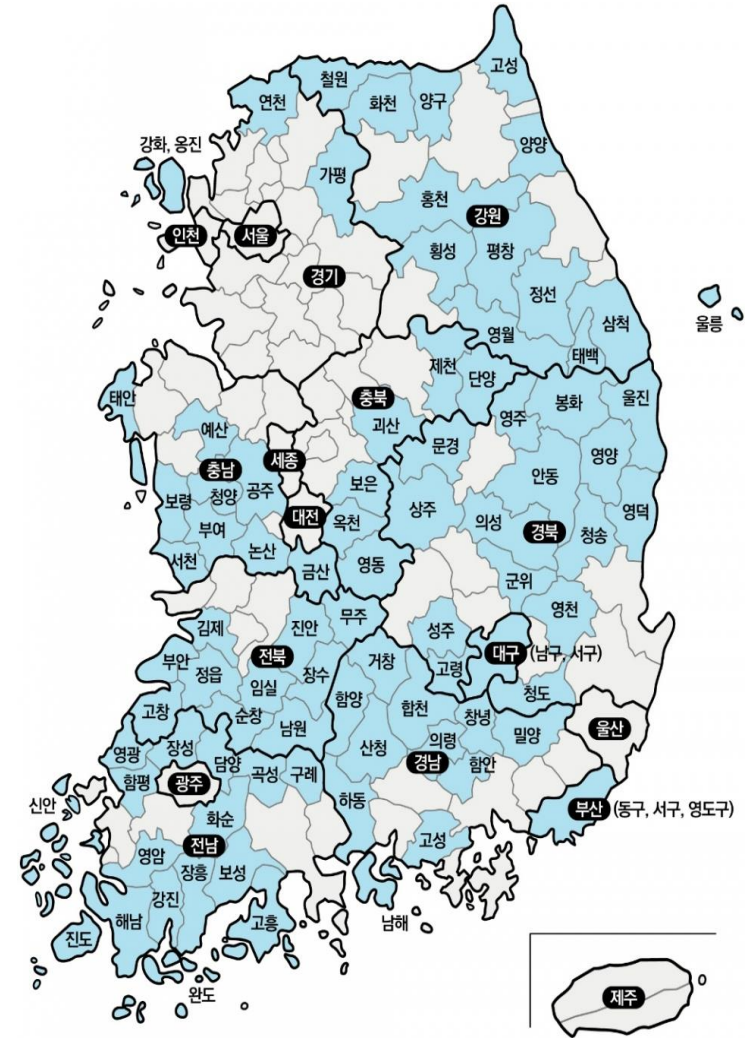 고성
철원
연천
화천
양구
강화, 옹진
양양
가평
홍천
강원
인천
서울
횡성
평창
경기
정선
울릉
삼척
영월
태백
제천
단양
태안
충북
영주
봉화
울진
예산
괴산
문경
영양
충남
세종
안동
공주
보은
청양
보령
상주
영덕
대전
옥천
의성
경북
부여
청송
논산
서천
금산
영동
군위
영천
무주
김제
진안
성주
전북
대구 (남구, 서구)
부안
거창
정읍
고령
장수
임실
청도
함양
고창
합천
순창
창녕
남원
울산
밀양
의령
산청
장성
영광
담양
경남
함안
곡성
구례
함평
광주
하동
신안
부산 (동구, 서구, 영도구)
화순
고성
전남
영암
장흥
보성
강진
해남
고흥
남해
진도
완도
제주